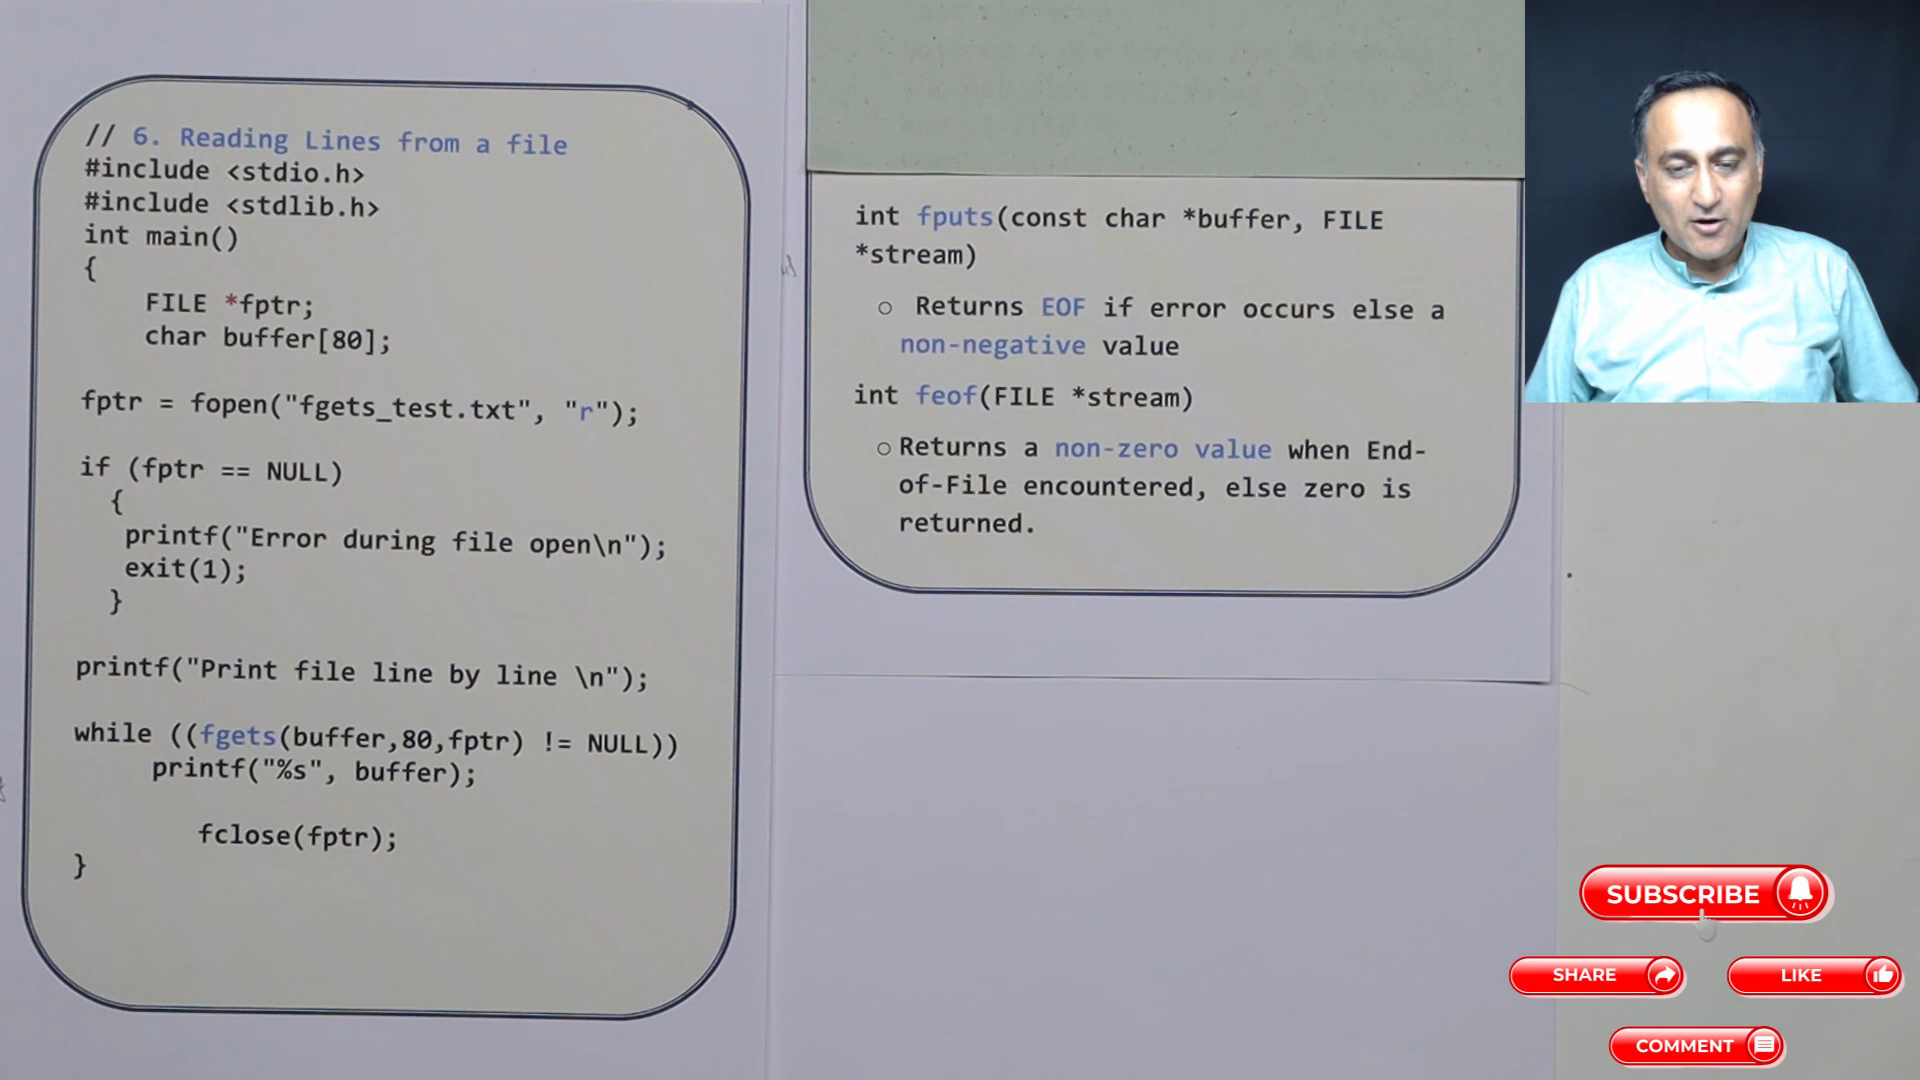 // 6. Reading Lines from a file
#include <stdio.h>
#include <stdlib.h>
int main()
{
FILE *fptr;
char buffer[80];
fptr = fopen("fgets_test.txt", "r");
if (fptr == NULL)
{
printf("Error during file open\n");
exit(1);
}
printf("Print file line by line \n");
while ((fgets(buffer,80,fptr) != NULL))
printf("%s", buffer);
fclose(fptr);
}
int fputs(const char *buffer, FILE
*stream)
○ Returns EOF if error occurs else a
non-negative value
int feof(FILE *stream)
○ Returns a non-zero value when End-
of-File encountered, else zero is
returned.
SUBSCRIBE
SHARE
LIKE
COMMENT